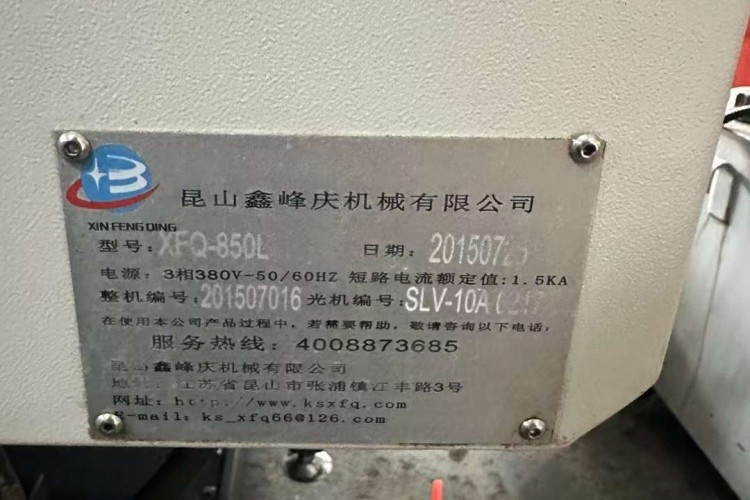 XIN FENG DING
昆山鑫峰庆机械有限公司
型号: XFQ-850L 日期: 201507
电源: 3相380V-50/60HZ 短路电流额定值: 1.5KA
整机编号: 201507016 光机编号: SLV-10A
在使用本公司产品过程中, 若需要帮助, 敬请咨询以下电话:
服务热线: 4008873685
昆山鑫峰庆机械有限公司
地址: 江苏省昆山市张浦镇江丰路3号
网址: http://www.ksxfq.com
E-mail: ks_xfq66@126.com